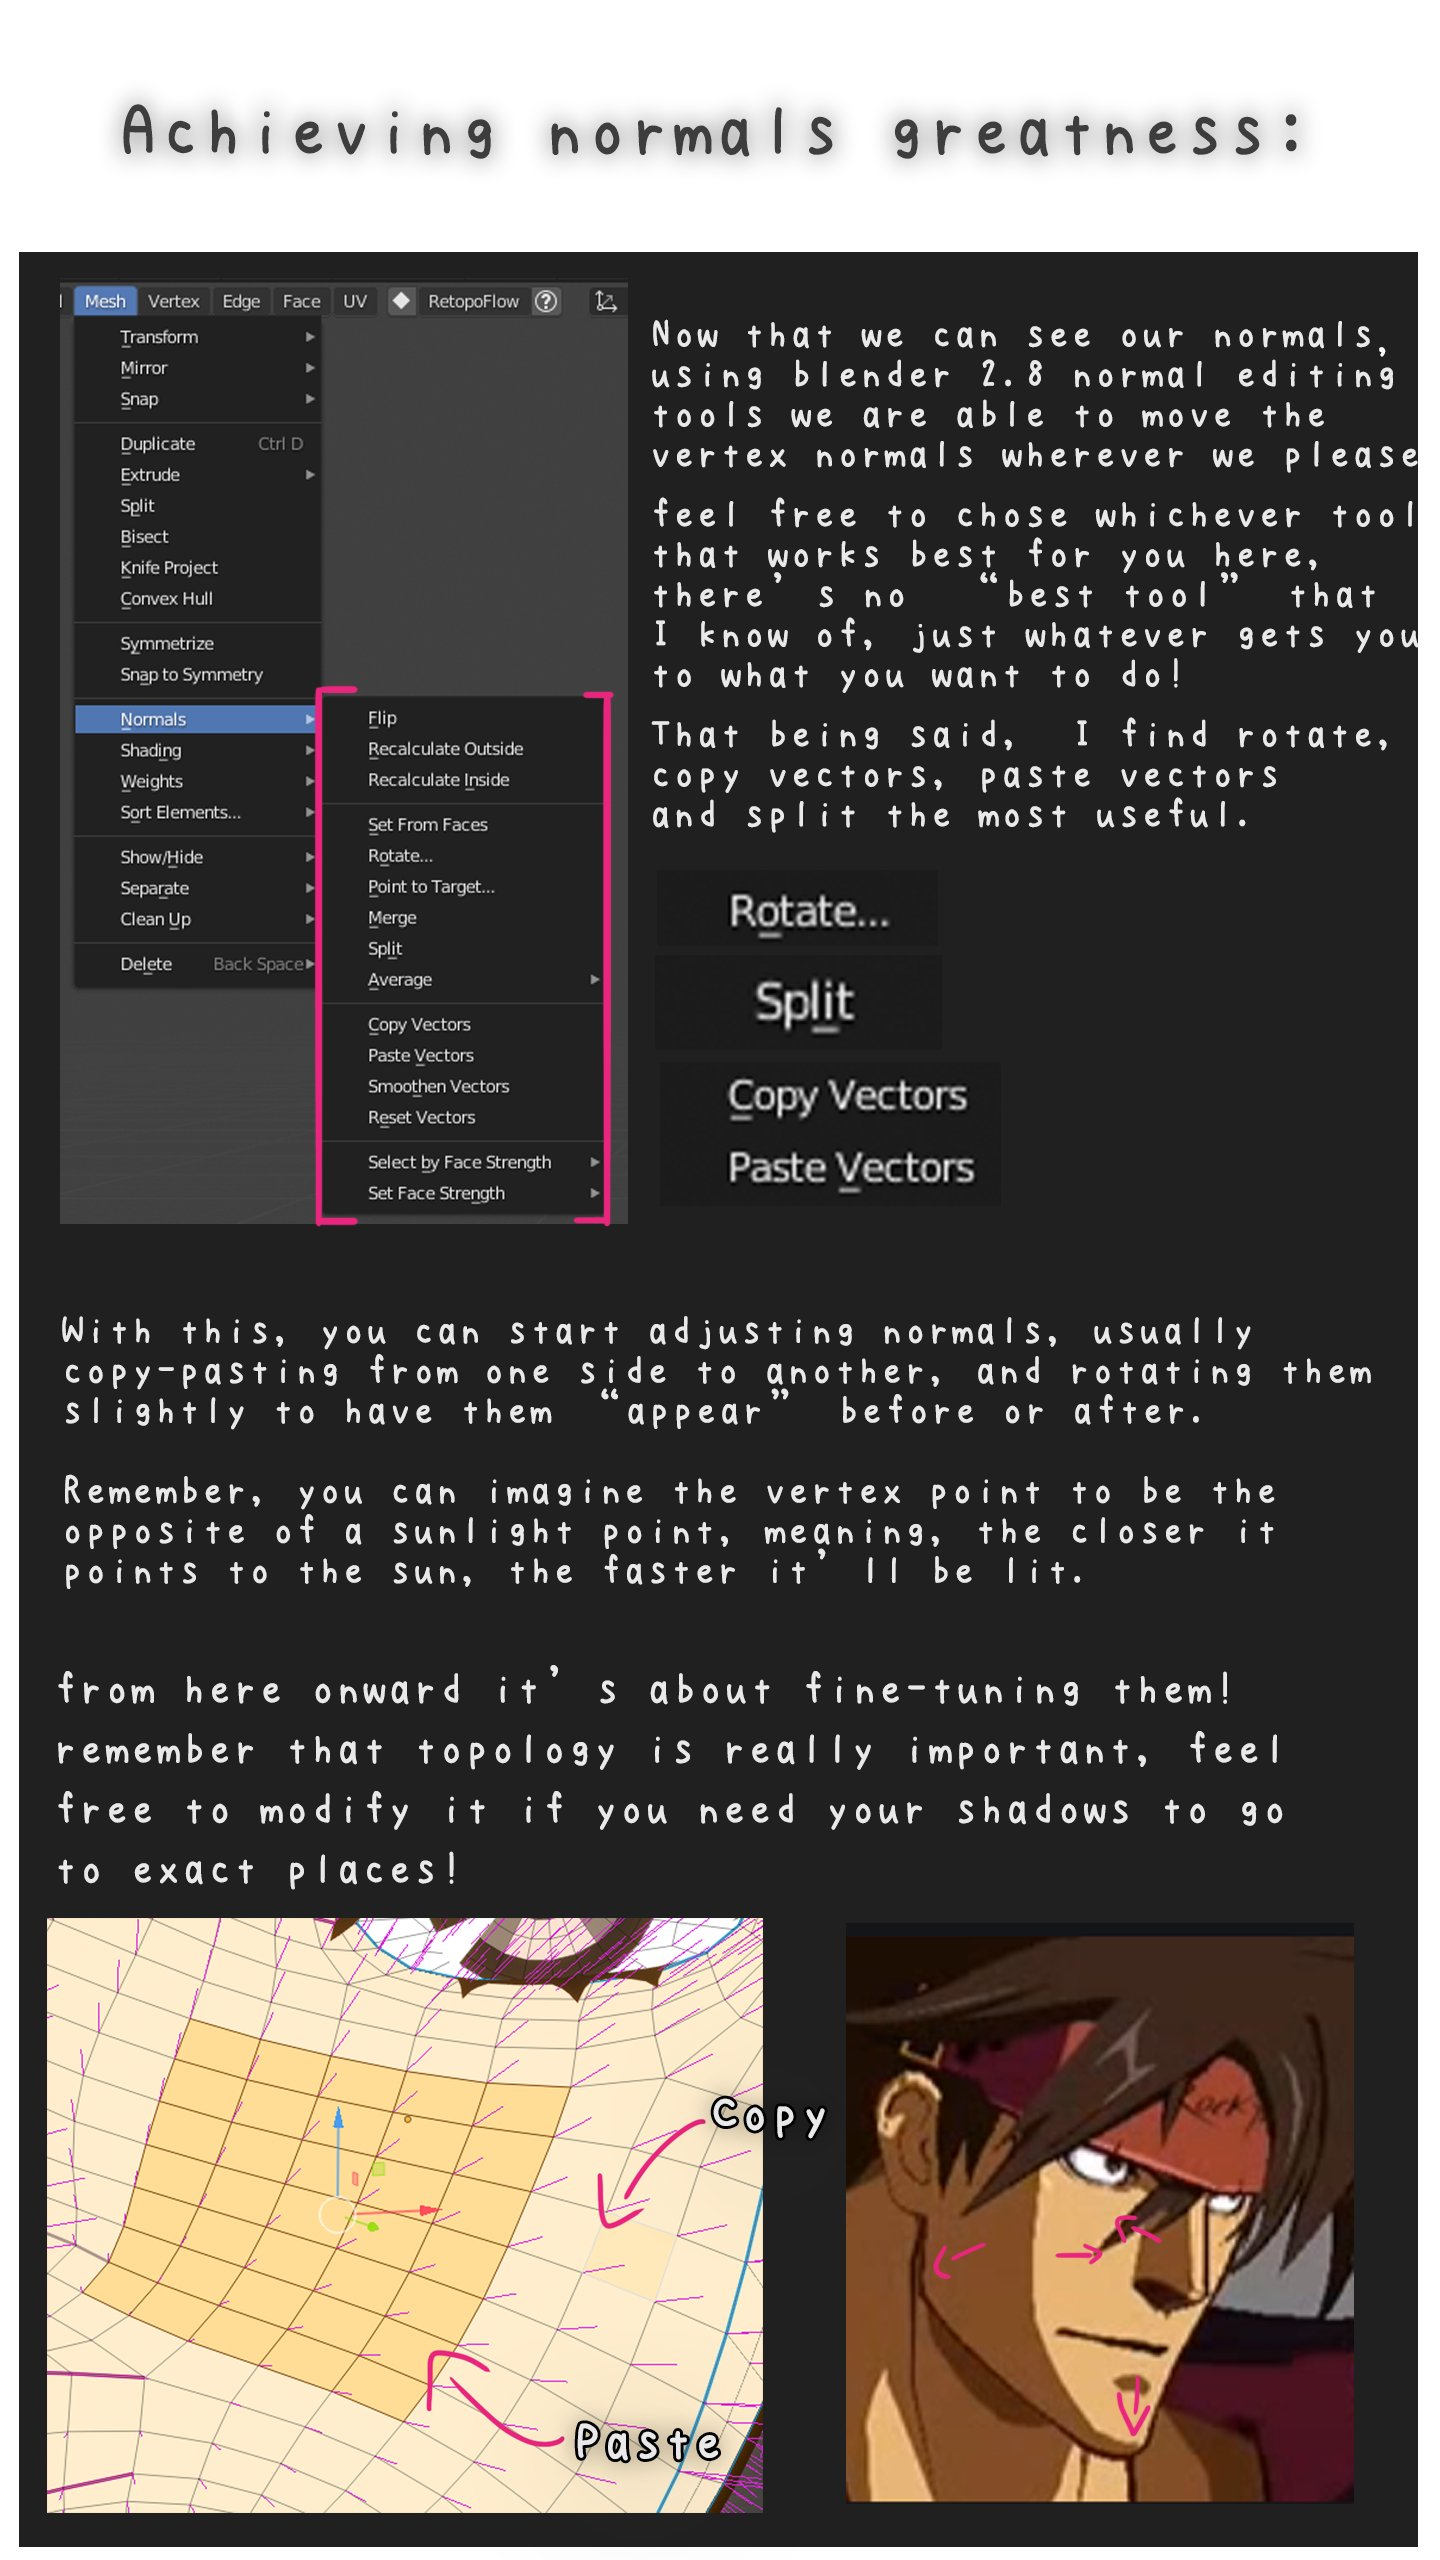 Achieving normals greatness:
Mesh Vertex Edge Face UV RetopoFlow ?
Transform
Mirror
Snap
Duplicate Ctrl D
Extrude
Split
Bisect
Knife Project
Convex Hull
Symmetrize
Snap to Symmetry
Normals
Shading
Weights
Sort Elements...
Show/Hide
Separate
Clean Up
Delete Back Space
Flip
Recalculate Outside
Recalculate Inside
Set From Faces
Rotate...
Point to Target...
Merge
Split
Average
Copy Vectors
Paste Vectors
Smoothen Vectors
Reset Vectors
Select by Face Strength
Set Face Strength
Now that we can see our normals,
using blender 2.8 normal editing
tools we are able to move the
vertex normals wherever we please
feel free to chose whichever tool
that works best for you here,
there’s no “best tool” that
I know of, just whatever gets you
to what you want to do!
That being said, I find rotate,
copy vectors, paste vectors
and split the most useful.
Rotate...
Split
Copy Vectors
Paste Vectors
With this, you can start adjusting normals, usually
copy-pasting from one side to another, and rotating them
slightly to have them “appear” before or after.
Remember, you can imagine the vertex point to be the
opposite of a sunlight point, meaning, the closer it
points to the sun, the faster it’ll be lit.
from here onward it’s about fine-tuning them!
remember that topology is really important, feel
free to modify it if you need your shadows to go
to exact places!
Copy
Paste